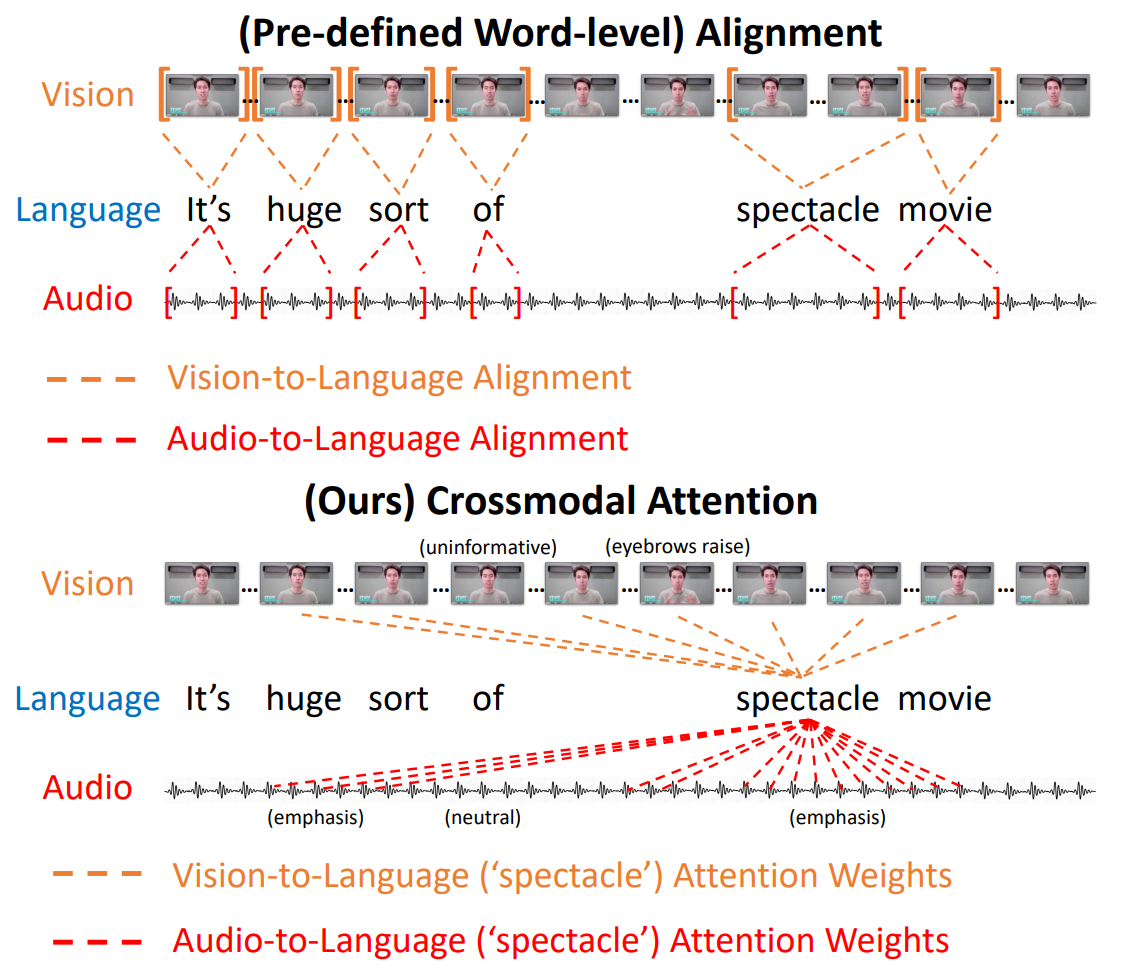 (Pre-defined Word-level) Alignment
Vision ... ... ... ... ... ... ... ... ...
Language It's huge sort of spectacle movie
Audio [ ] [ ] [ ] [ ] [ ] [ ]
Vision-to-Language Alignment
Audio-to-Language Alignment
(Ours) Crossmodal Attention
(uninformative) (eyebrows raise)
Vision ... ... ... ... ... ... ... ... ...
Language It's huge sort of spectacle movie
Audio
(emphasis) (neutral) (emphasis)
Vision-to-Language (‘spectacle’) Attention Weights
Audio-to-Language (‘spectacle’) Attention Weights